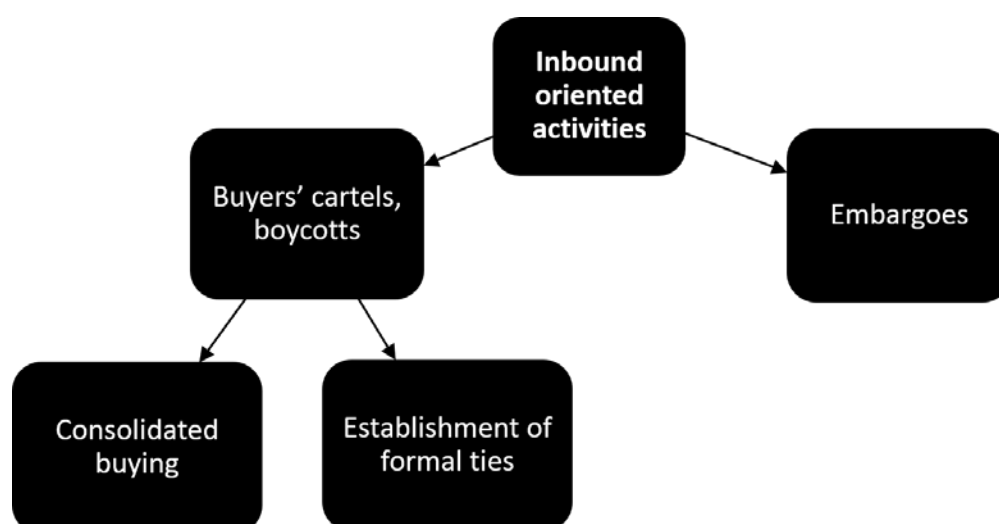 Inbound
oriented
activities
Buyers’ cartels,
boycotts
Embargoes
Consolidated
buying
Establishment of
formal ties